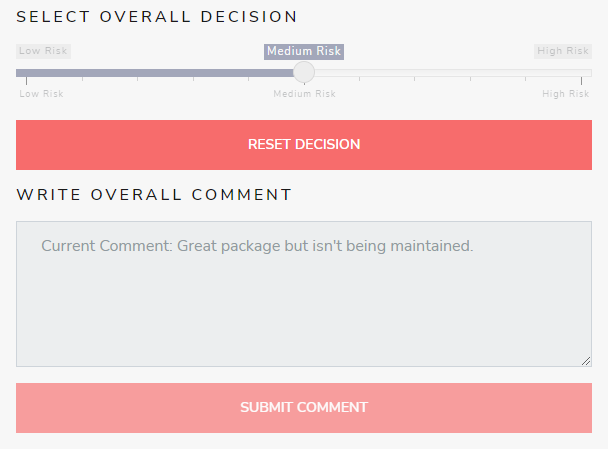 SELECT OVERALL DECISION
Low Risk Medium Risk High Risk
Low Risk Medium Risk High Risk
RESET DECISION
WRITE OVERALL COMMENT
Current Comment: Great package but isn't being maintained.
SUBMIT COMMENT